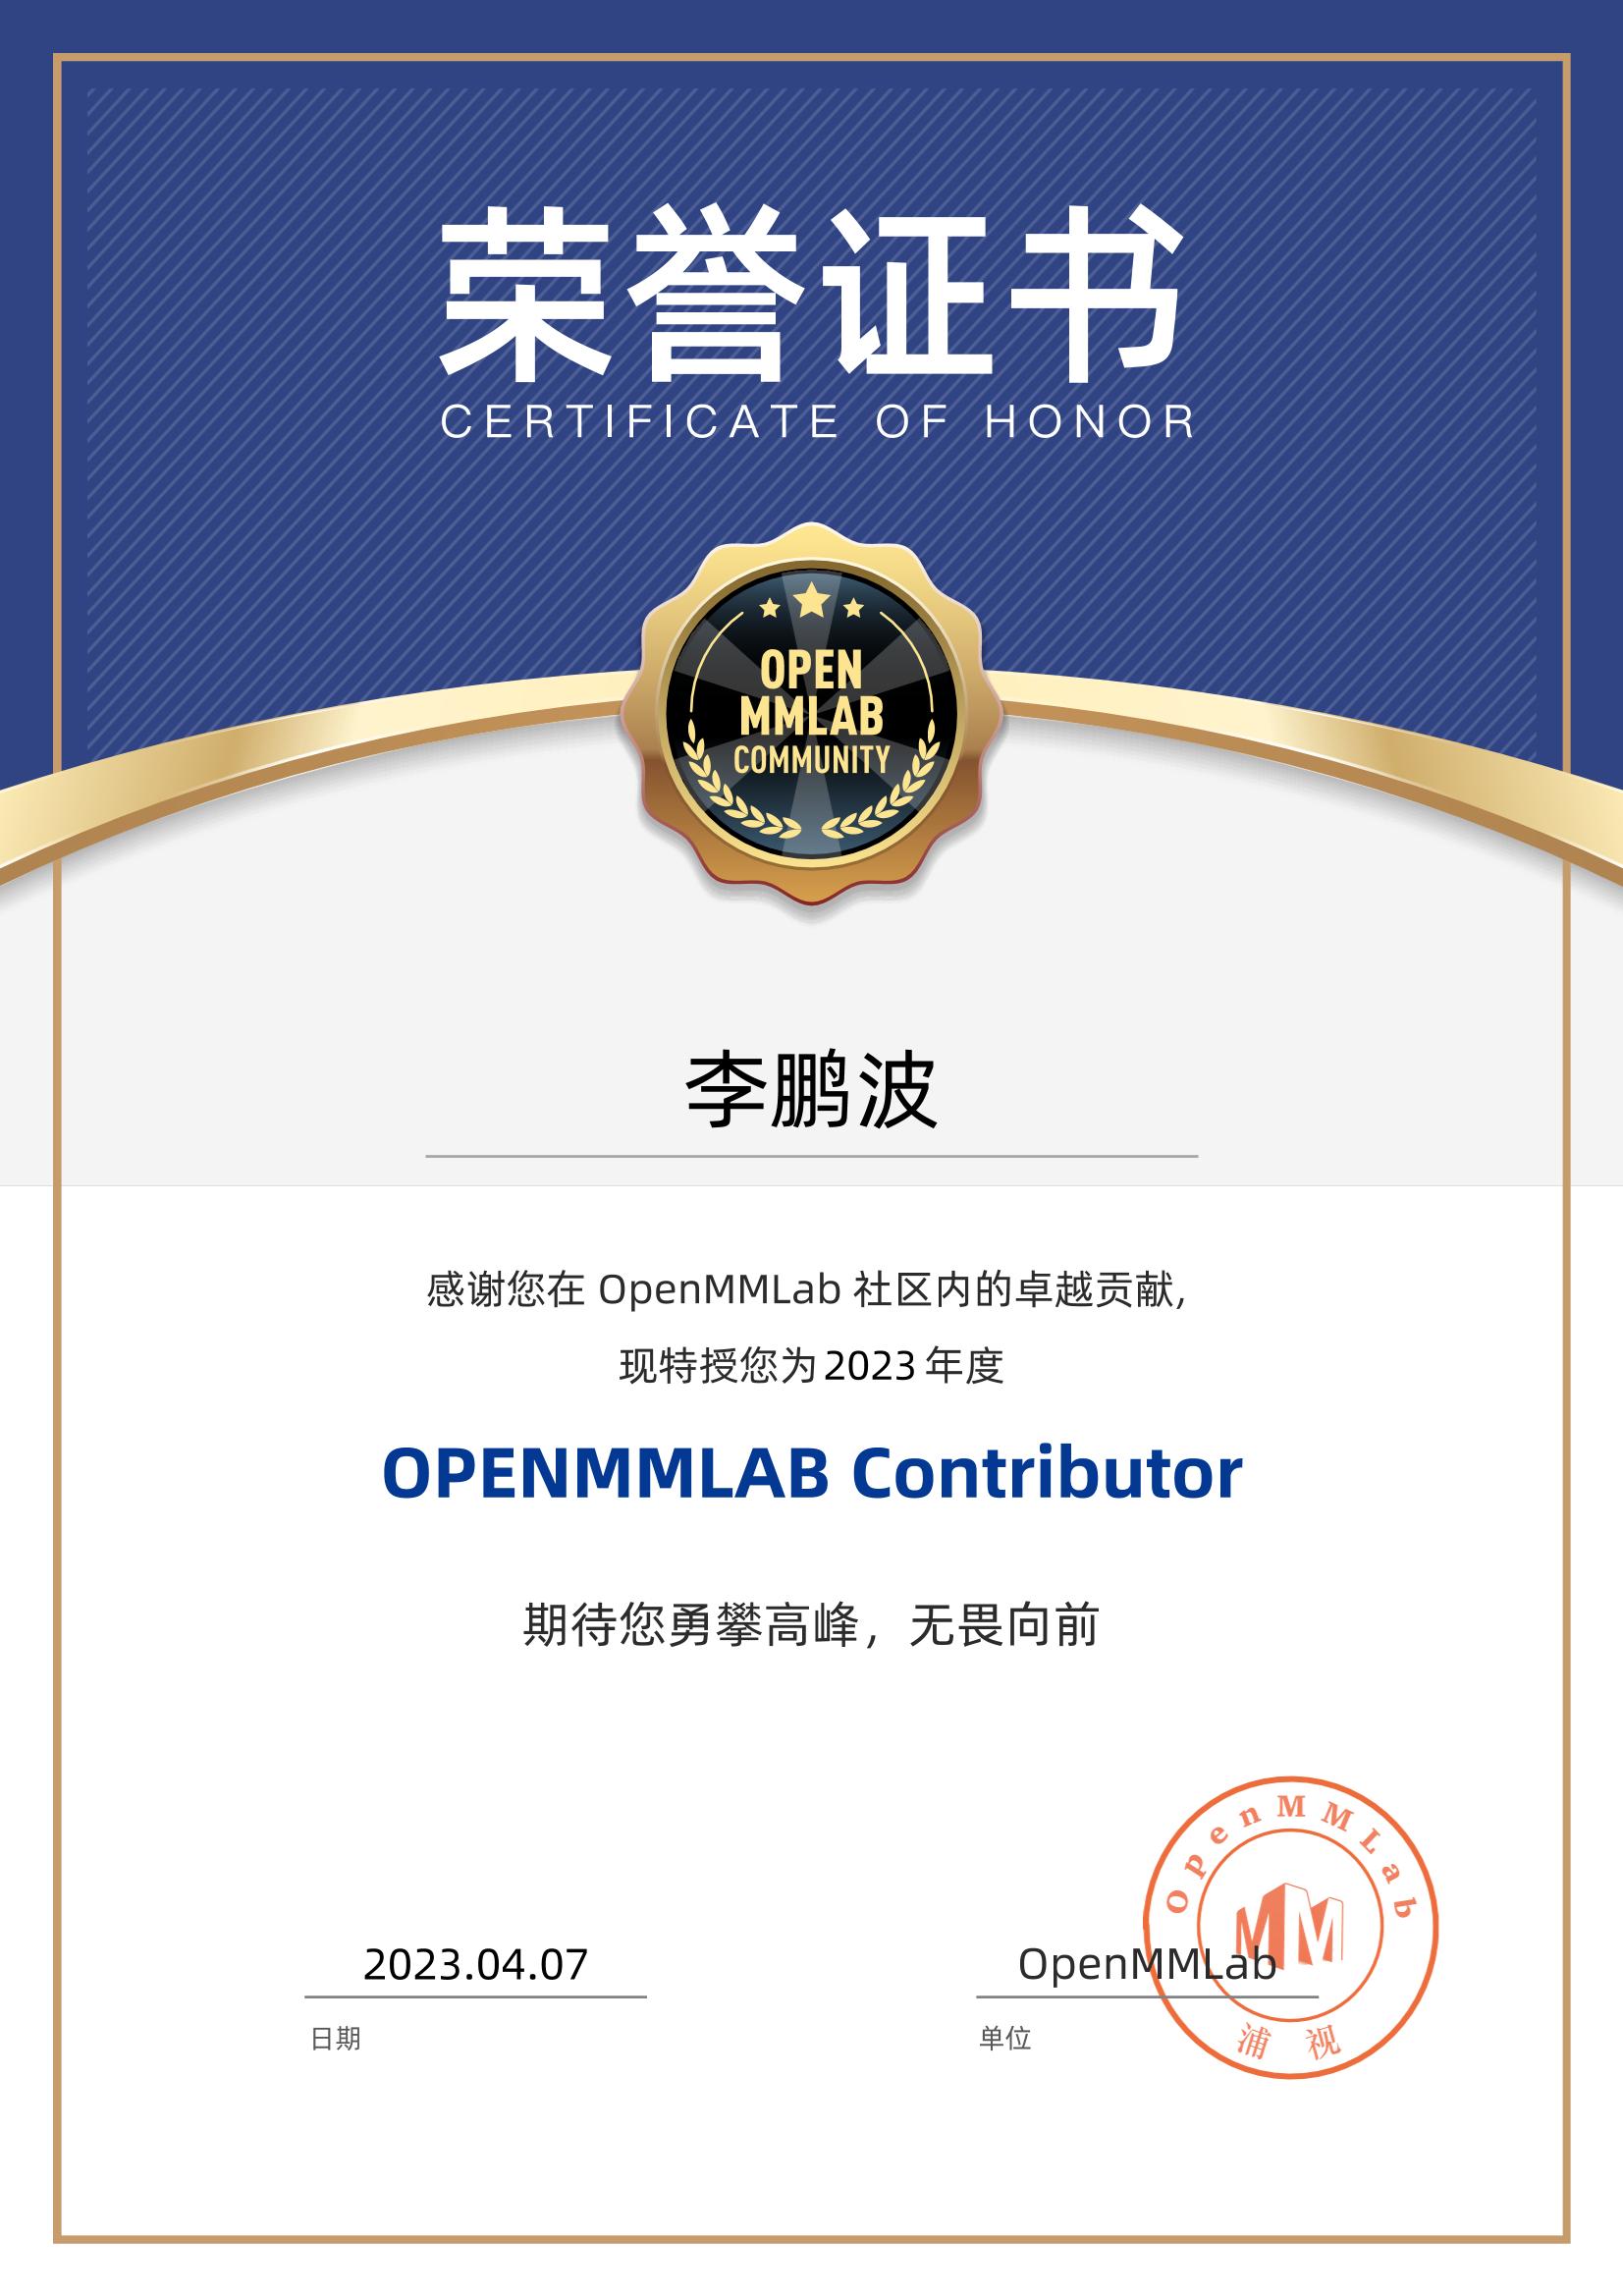 荣誉证书
CERTIFICATE OF HONOR
OPEN
MMLAB
COMMUNITY
李鹏波
感谢您在 OpenMMLab 社区内的卓越贡献,
现特授您为 2023 年度
OPENMMLAB Contributor
期待您勇攀高峰，无畏向前
OpenMMLab
MM
2023.04.07
OpenMMLab
日期
单位
浦 视